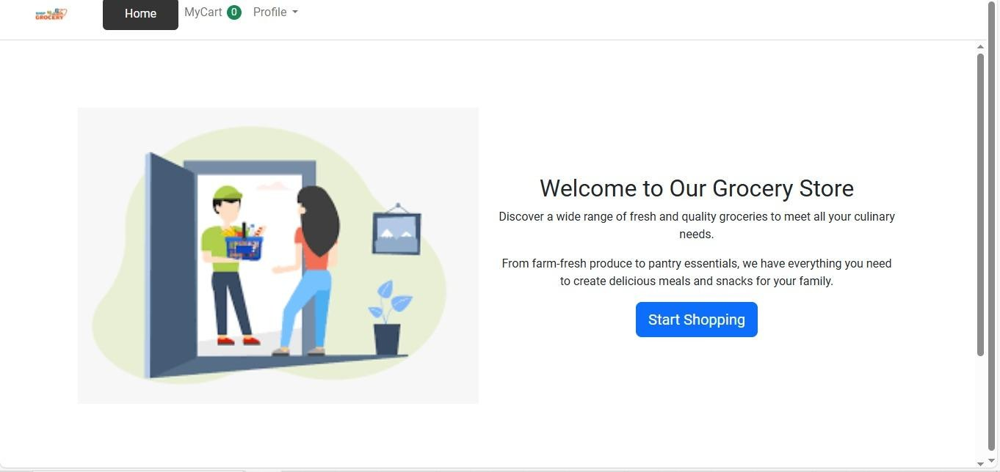 SHOP
GROCERY
Home
MyCart 0
Profile
Welcome to Our Grocery Store
Discover a wide range of fresh and quality groceries to meet all your culinary
needs.
From farm-fresh produce to pantry essentials, we have everything you need
to create delicious meals and snacks for your family.
Start Shopping